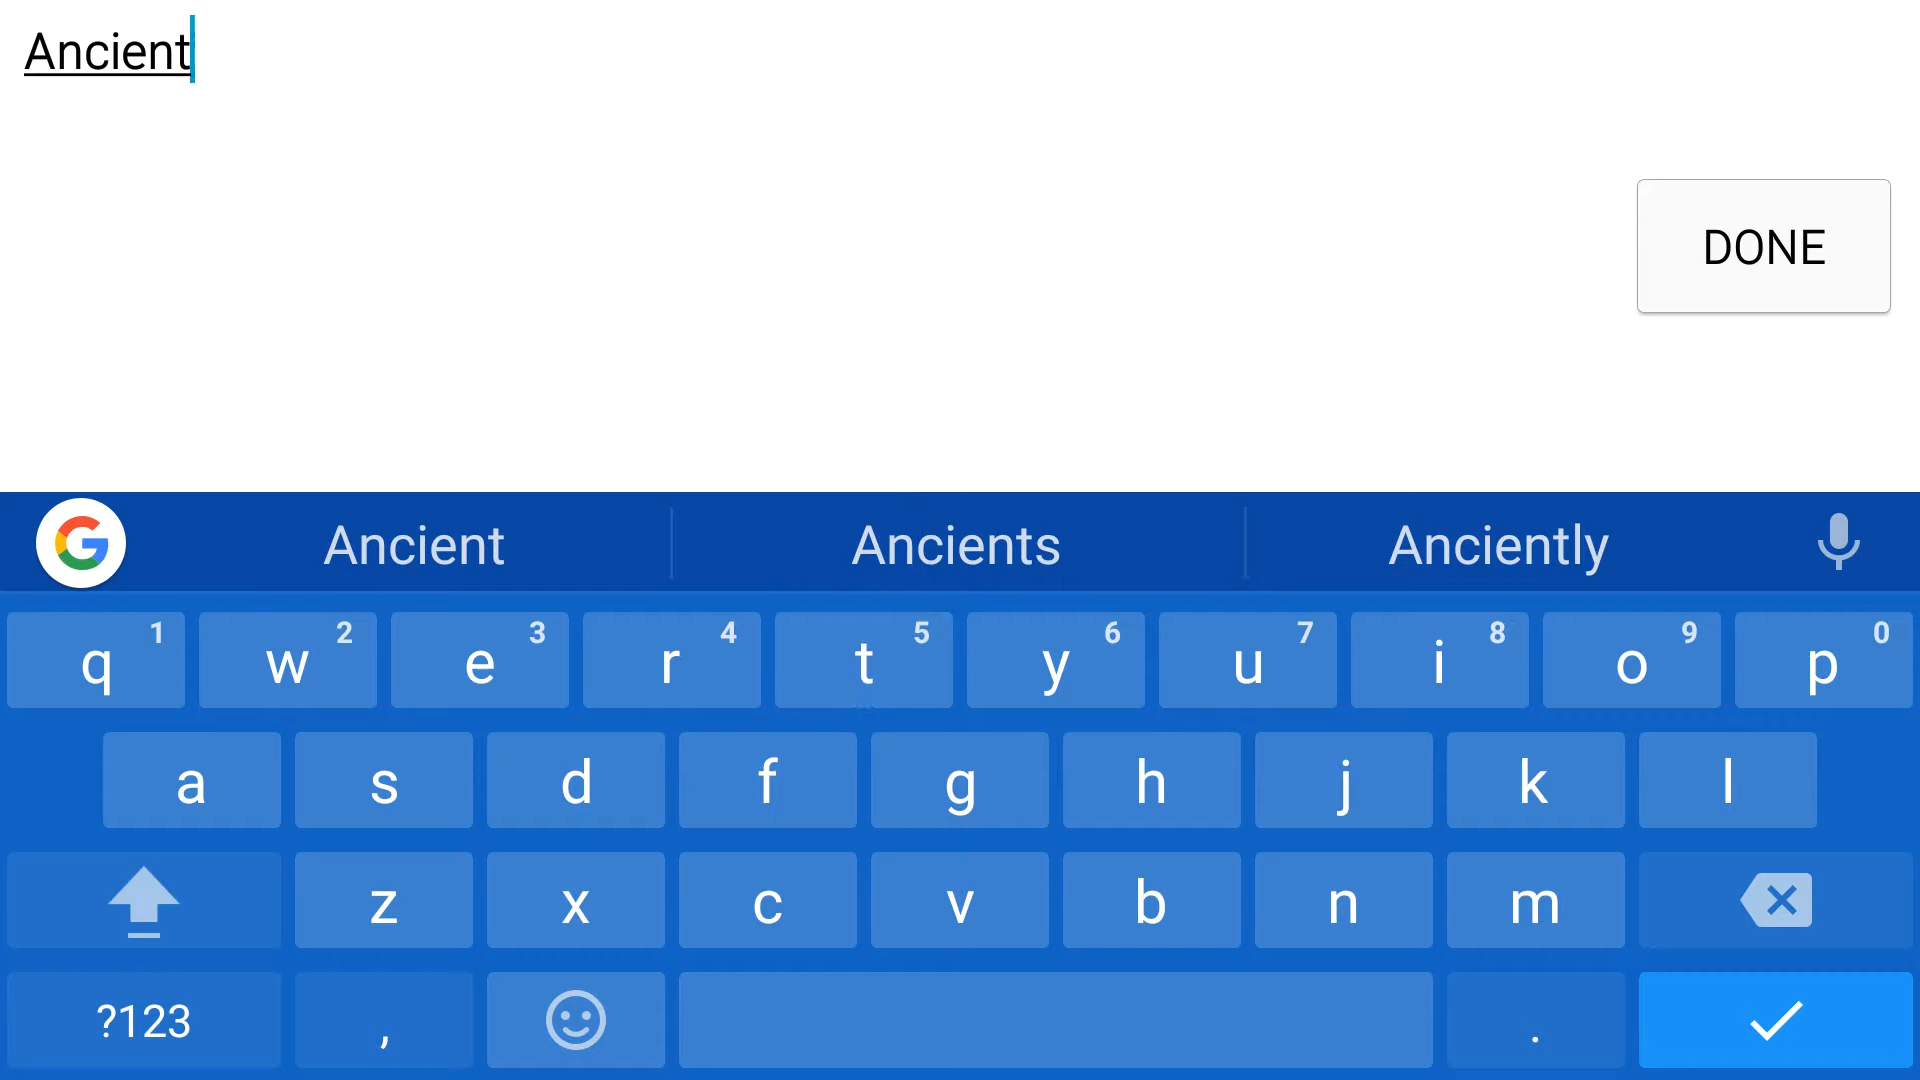 Ancient
DONE
Ancient Ancients Anciently
q 1 w 2 e 3 r 4 t 5 y 6 u 7 i 8 o 9 p 0
a s d f g h j k l
z x c v b n m
?123 , .